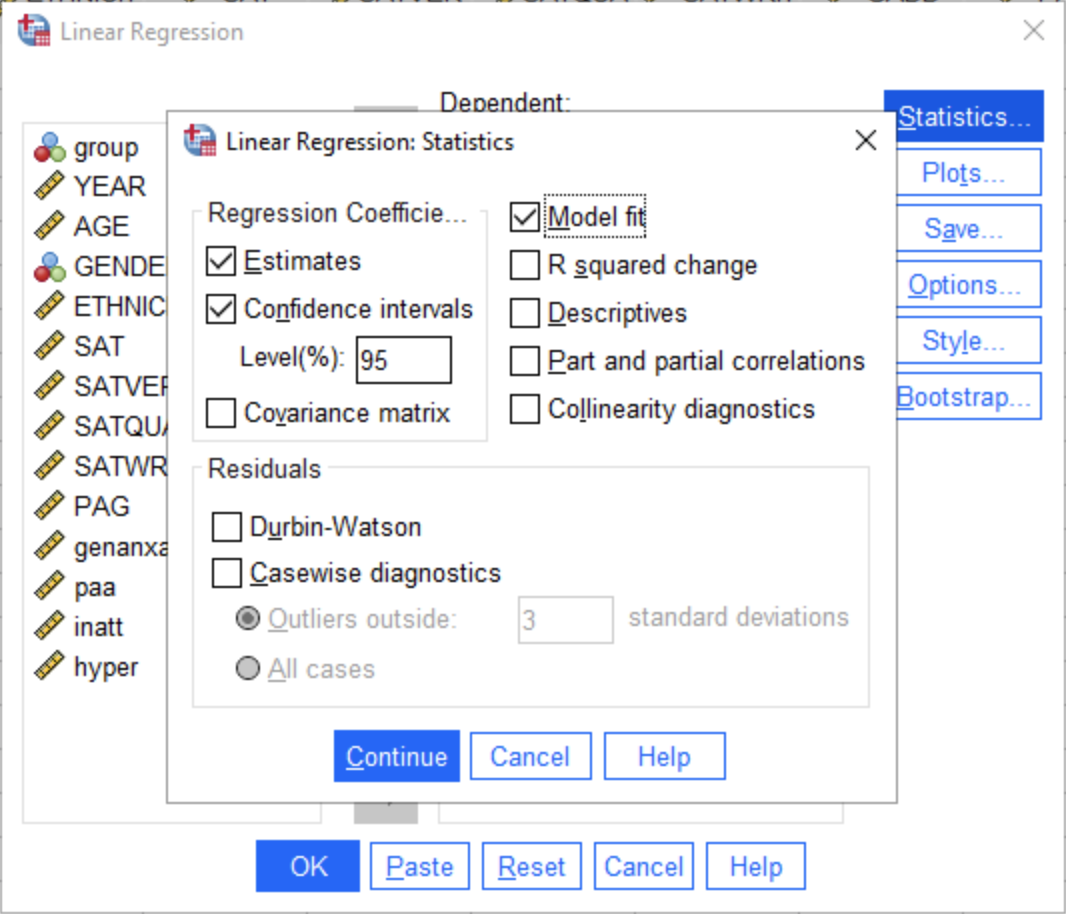 Linear Regression
Dependent:
Statistics...
group
YEAR
AGE
GENDE
ETHNIC
SAT
SATVER
SATQUA
SATWR
PAG
genanxa
paa
inatt
hyper
Plots...
Save...
Options...
Style...
Bootstrap...
Linear Regression: Statistics
Regression Coefficie...
Estimates
Confidence intervals
Level(%): 95
Covariance matrix
Model fit
R squared change
Descriptives
Part and partial correlations
Collinearity diagnostics
Residuals
Durbin-Watson
Casewise diagnostics
Outliers outside: 3 standard deviations
All cases
Continue Cancel Help
OK Paste Reset Cancel Help